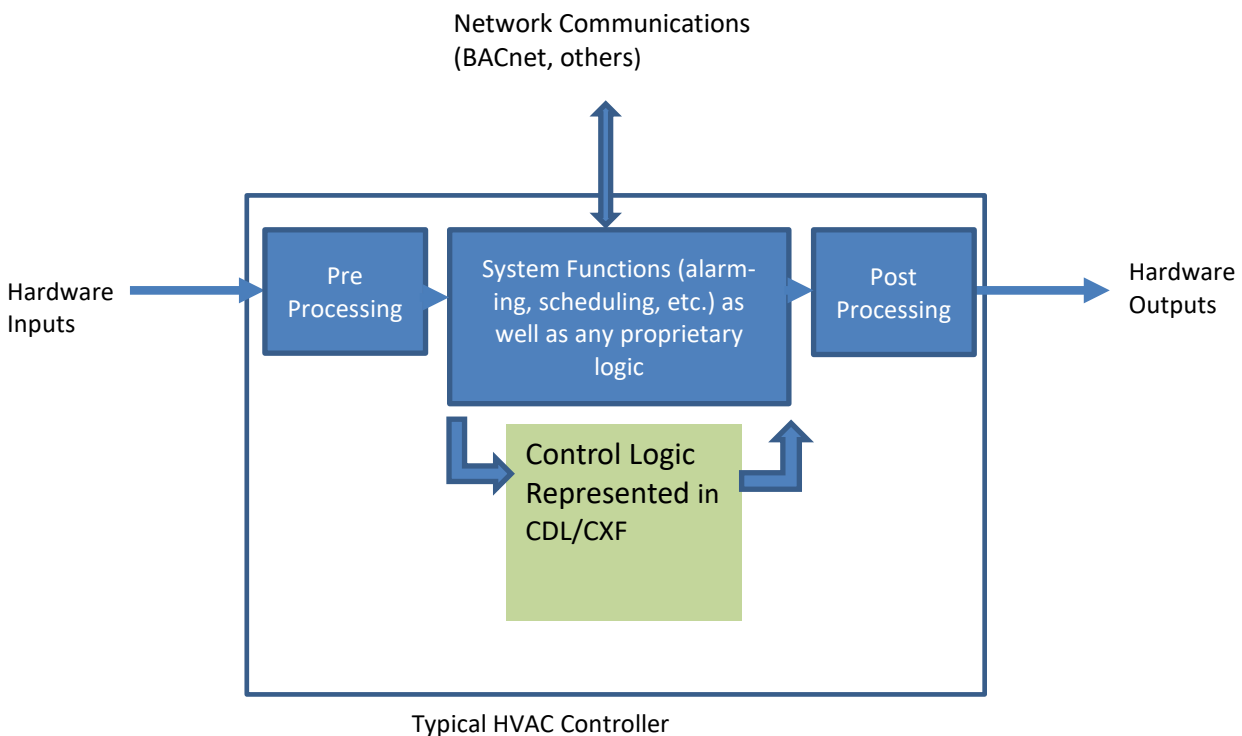 Network Communications
(BACnet, others)
Hardware
Inputs
Pre
Processing
System Functions (alarm-
ing, scheduling, etc.) as
well as any proprietary
logic
Post
Processing
Hardware
Outputs
Control Logic
Represented in
CDL/CXF
Typical HVAC Controller